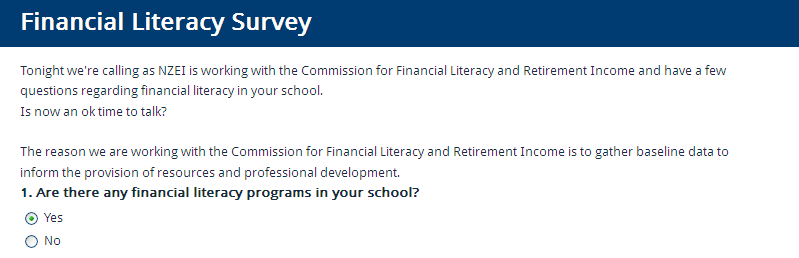 Financial Literacy Survey
Tonight we're calling as NZEI is working with the Commission for Financial Literacy and Retirement Income and have a few
questions regarding financial literacy in your school.
Is now an ok time to talk?
The reason we are working with the Commission for Financial Literacy and Retirement Income is to gather baseline data to
inform the provision of resources and professional development.
1. Are there any financial literacy programs in your school?
Yes
No